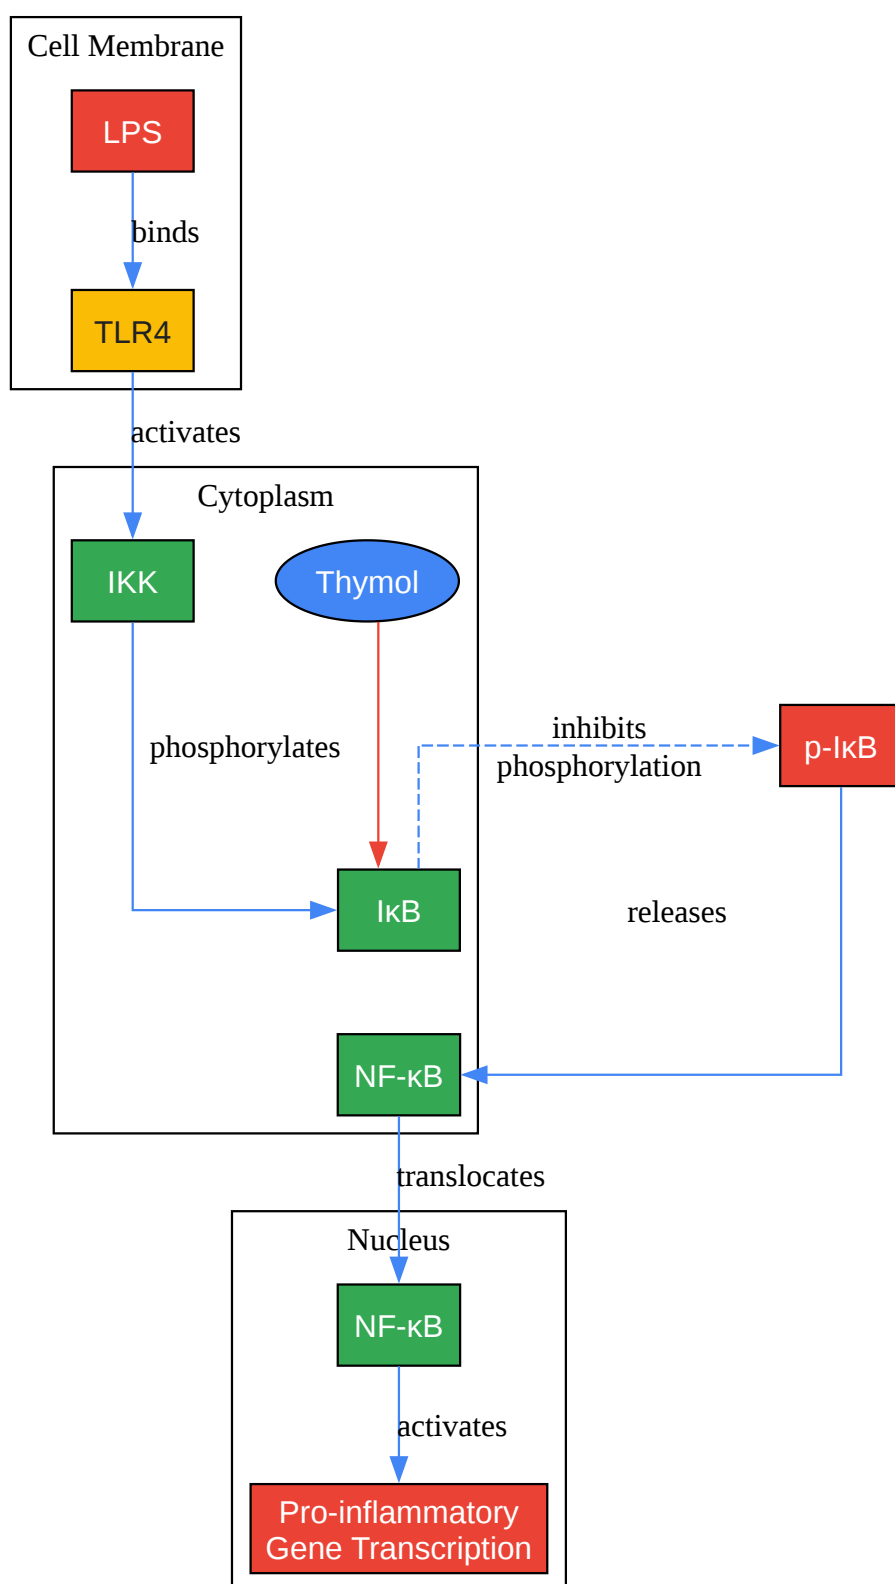 Cell Membrane
LPS
binds
TLR4
activates
Cytoplasm
IKK
Thymol
phosphorylates
inhibits
phosphorylation
p-IκB
IκB
releases
NF-κB
translocates
Nucleus
NF-κB
activates
Pro-inflammatory
Gene Transcription